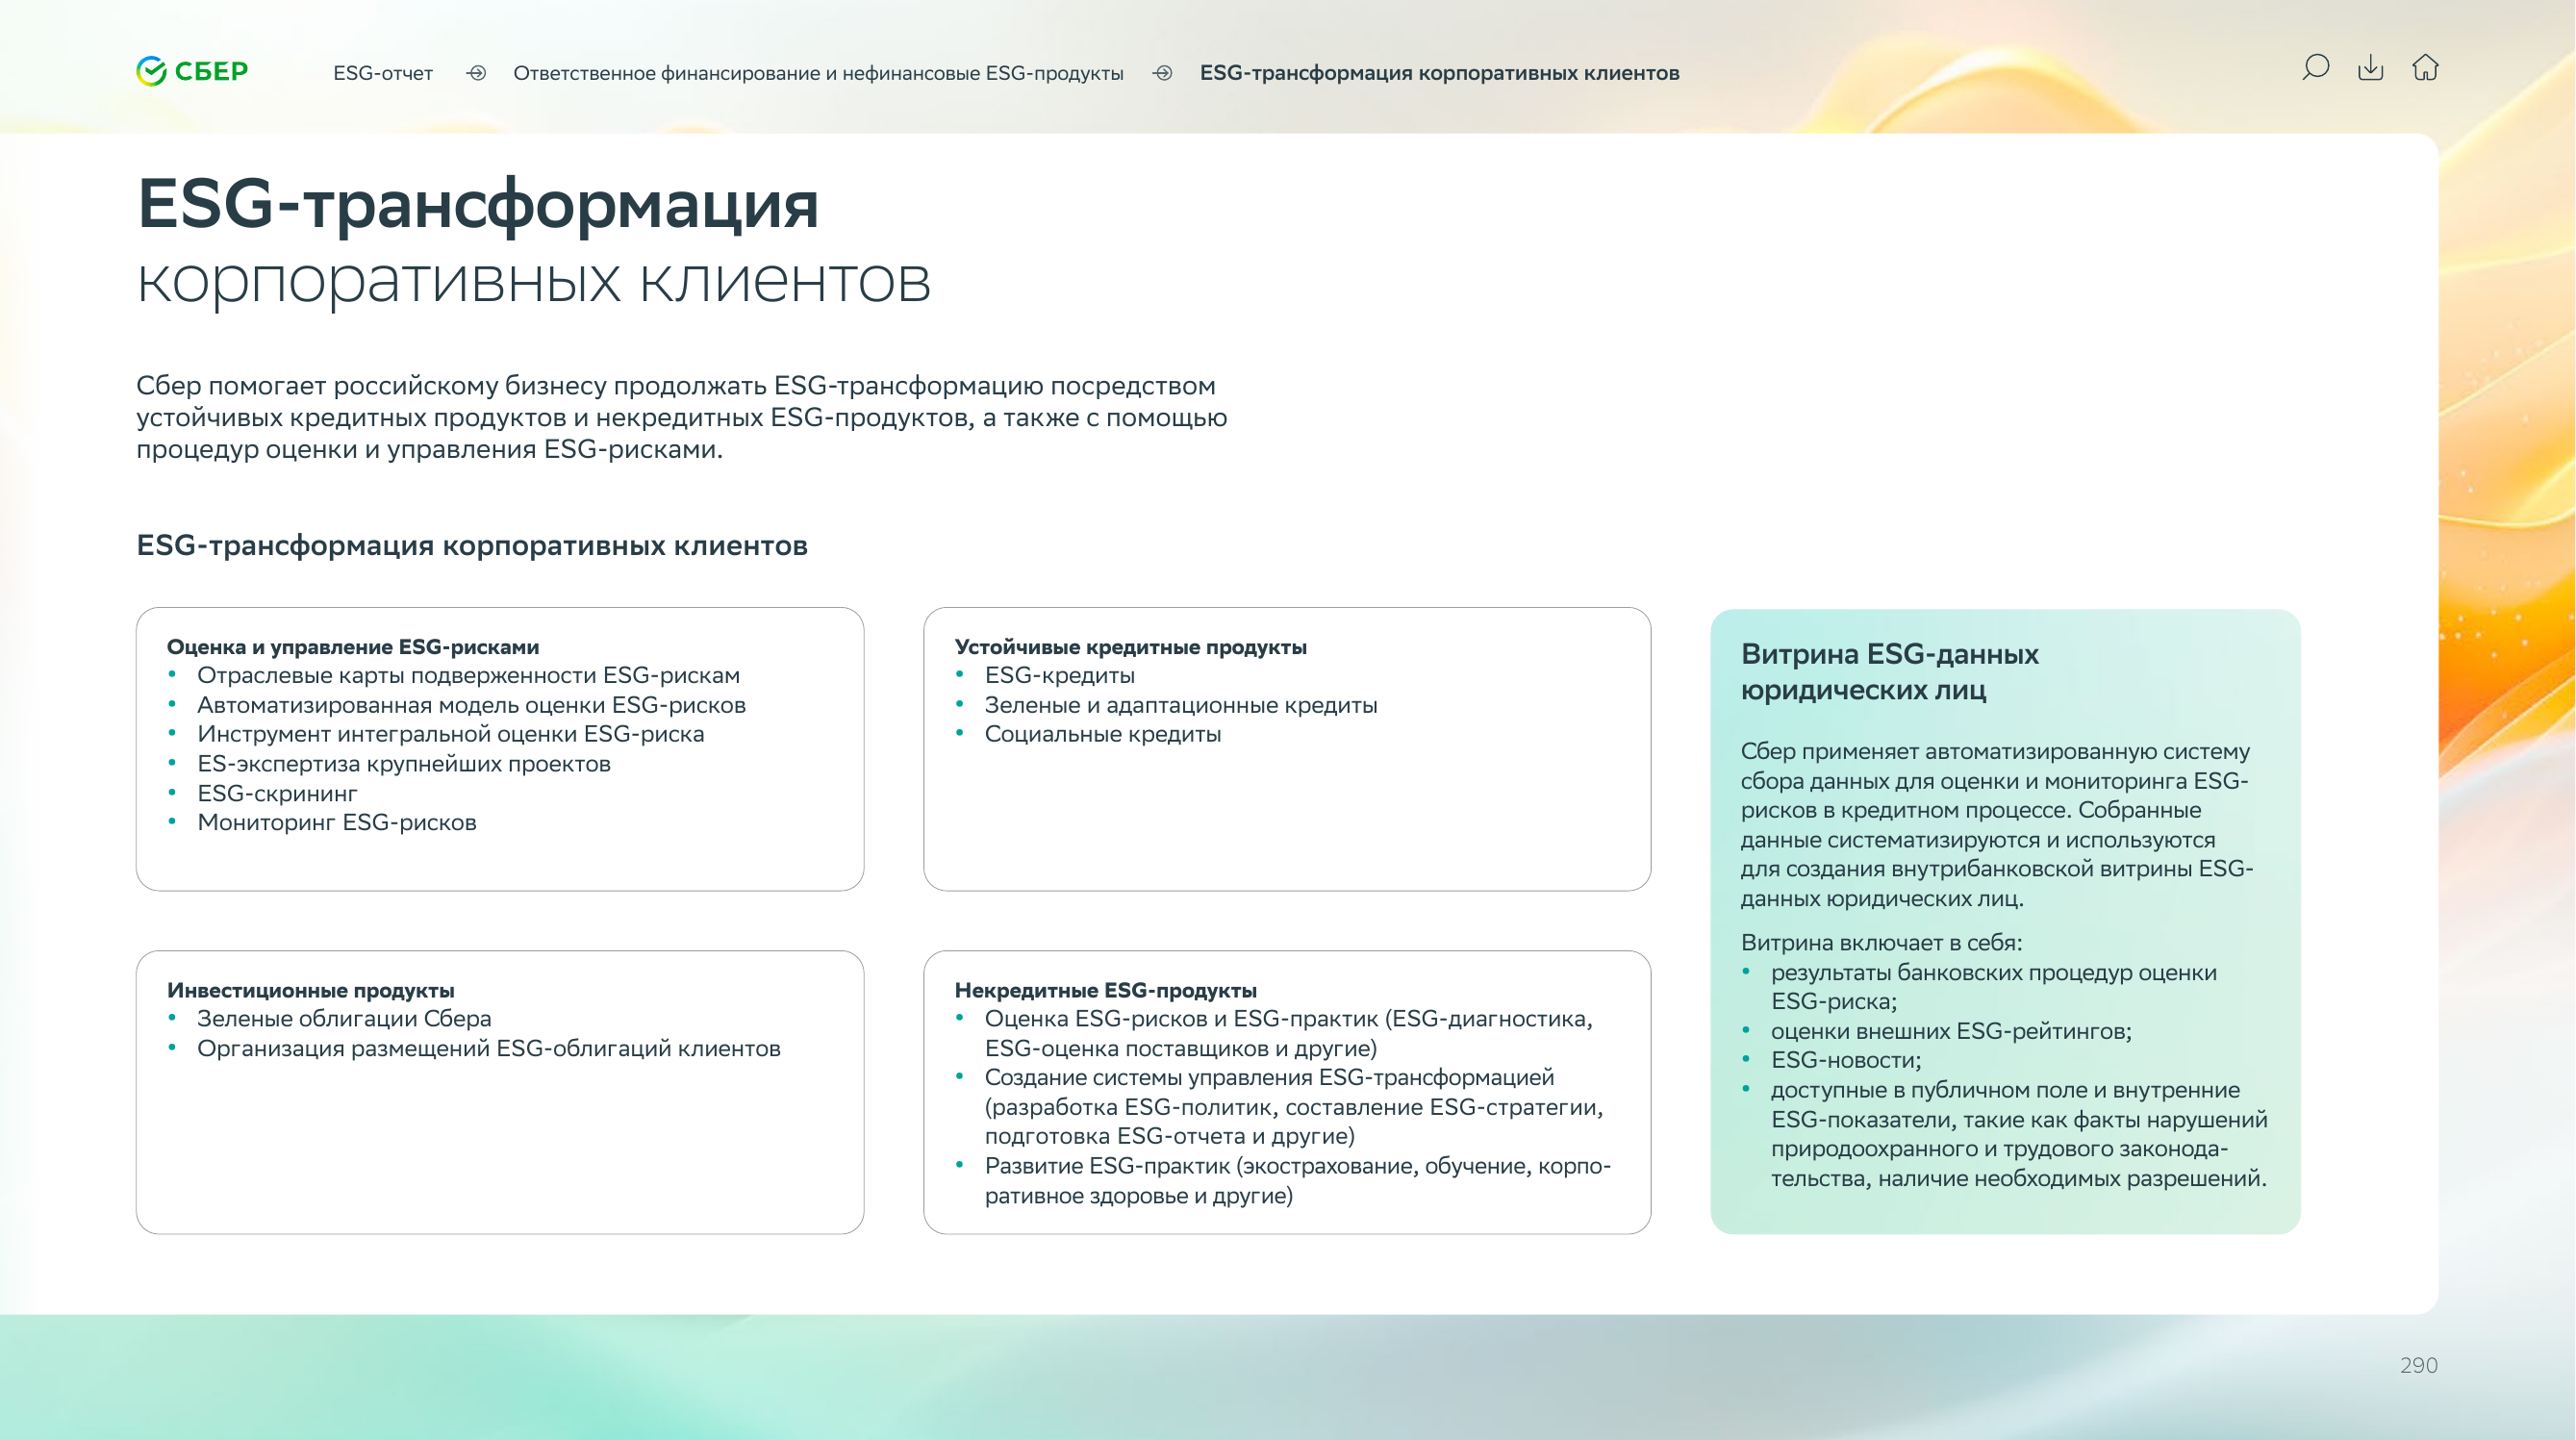 СБЕР
ESG-отчет
Ответственное финансирование и нефинансовые ESG-продукты
ESG-трансформация корпоративных клиентов
ESG-трансформация
корпоративных клиентов
Сбер помогает российскому бизнесу продолжать ESG-трансформацию посредством
устойчивых кредитных продуктов и некредитных ESG-продуктов, а также с помощью
процедур оценки и управления ESG-рисками.
ESG-трансформация корпоративных клиентов
Оценка и управление ESG-рисками
• Отраслевые карты подверженности ESG-рискам
• Автоматизированная модель оценки ESG-рисков
• Инструмент интегральной оценки ESG-риска
• ES-экспертиза крупнейших проектов
• ESG-скрининг
• Мониторинг ESG-рисков
Устойчивые кредитные продукты
• ESG-кредиты
• Зеленые и адаптационные кредиты
• Социальные кредиты
Инвестиционные продукты
• Зеленые облигации Сбера
• Организация размещений ESG-облигаций клиентов
Некредитные ESG-продукты
• Оценка ESG-рисков и ESG-практик (ESG-диагностика,
ESG-оценка поставщиков и другие)
• Создание системы управления ESG-трансформацией
(разработка ESG-политик, составление ESG-стратегии,
подготовка ESG-отчета и другие)
• Развитие ESG-практик (экострахование, обучение, корпо-
ративное здоровье и другие)
Витрина ESG-данных
юридических лиц
Сбер применяет автоматизированную систему
сбора данных для оценки и мониторинга ESG-
рисков в кредитном процессе. Собранные
данные систематизируются и используются
для создания внутрибанковской витрины ESG-
данных юридических лиц.
Витрина включает в себя:
• результаты банковских процедур оценки
ESG-риска;
• оценки внешних ESG-рейтингов;
• ESG-новости;
• доступные в публичном поле и внутренние
ESG-показатели, такие как факты нарушений
природоохранного и трудового законода-
тельства, наличие необходимых разрешений.
290